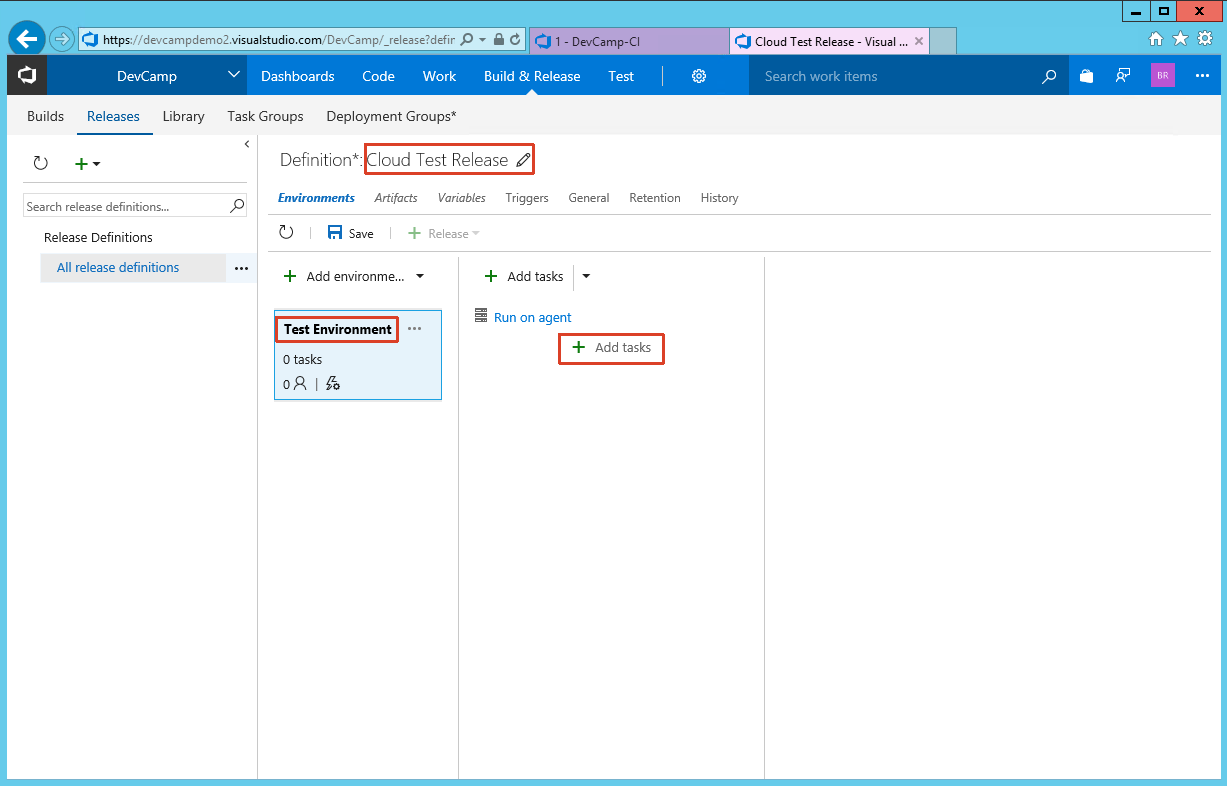 https://devcampdemo2.visualstudio.com/DevCamp/_release?defir
1 - DevCamp-CI
Cloud Test Release - Visual ...
DevCamp
Dashboards
Code
Work
Build & Release
Test
Search work items
BR
Builds
Releases
Library
Task Groups
Deployment Groups*
Definition*: Cloud Test Release
Search release definitions...
Release Definitions
All release definitions
Environments
Artifacts
Variables
Triggers
General
Retention
History
Save
Release
Add environme...
Add tasks
Test Environment
0 tasks
0
Run on agent
Add tasks